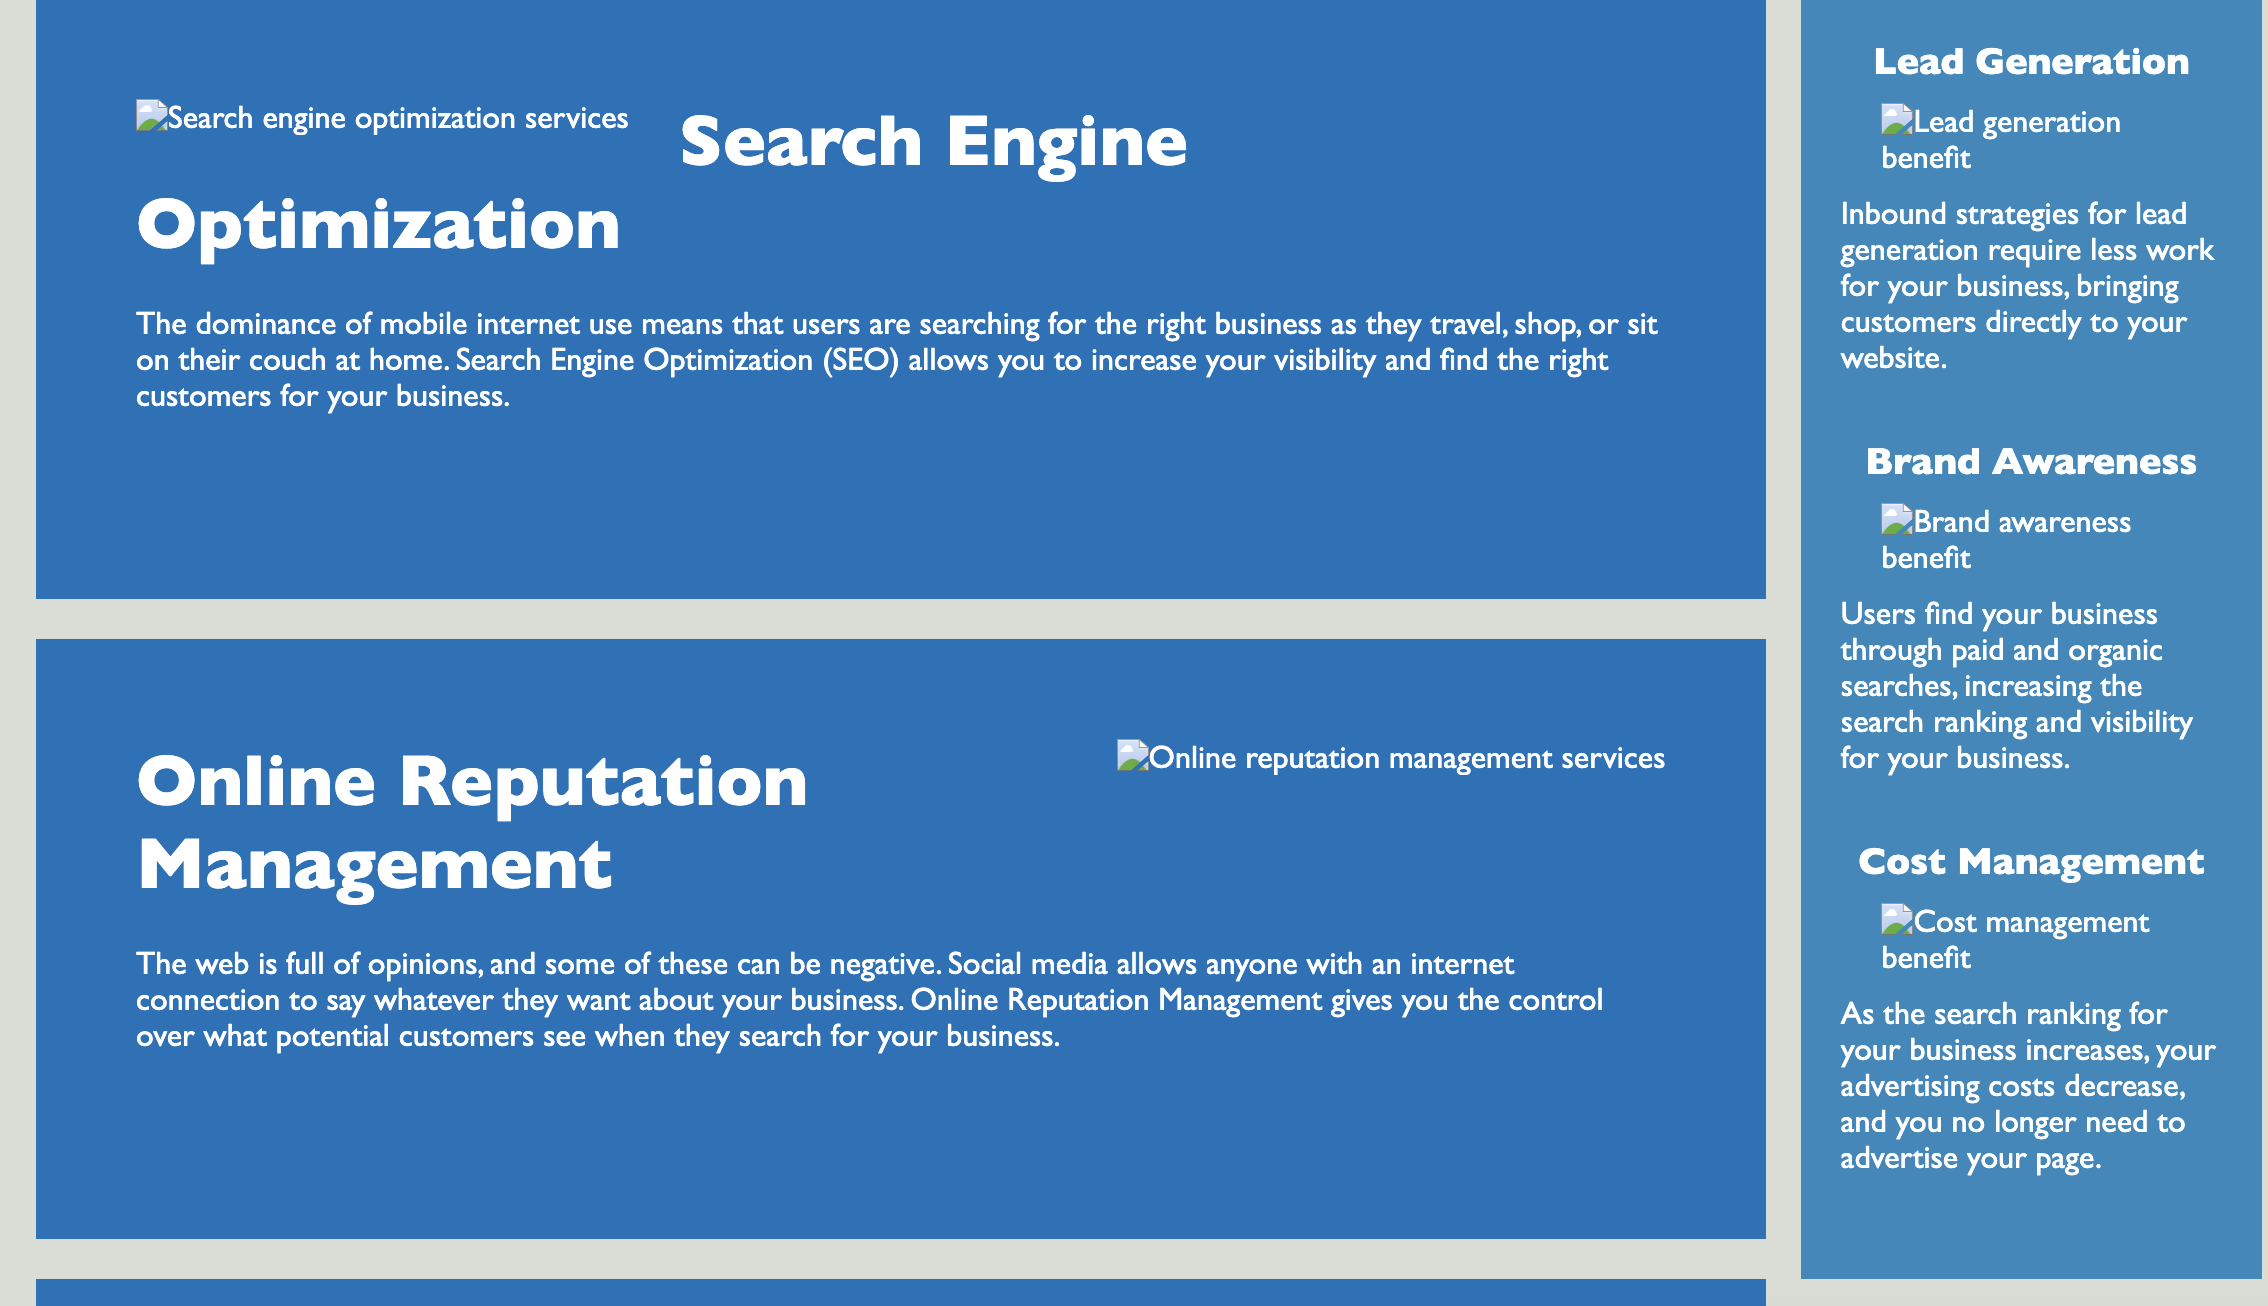 Search engine optimization services
Search Engine
Optimization
The dominance of mobile internet use means that users are searching for the right business as they travel, shop, or sit
on their couch at home. Search Engine Optimization (SEO) allows you to increase your visibility and find the right
customers for your business.
Online Reputation
Management
Online reputation management services
The web is full of opinions, and some of these can be negative. Social media allows anyone with an internet
connection to say whatever they want about your business. Online Reputation Management gives you the control
over what potential customers see when they search for your business.
Lead Generation
Lead generation
benefit
Inbound strategies for lead
generation require less work
for your business, bringing
customers directly to your
website.
Brand Awareness
Brand awareness
benefit
Users find your business
through paid and organic
searches, increasing the
search ranking and visibility
for your business.
Cost Management
Cost management
benefit
As the search ranking for
your business increases, your
advertising costs decrease,
and you no longer need to
advertise your page.